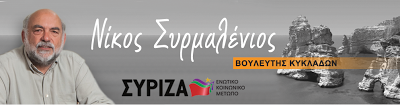 Νίκος Συρμαλένιος
ΒΟΥΛΕΥΤΗΣ ΚΥΚΛΑΔΩΝ
ΣΥΡΙΖΑ
ΕΝΩΤΙΚΟ
ΚΟΙΝΩΝΙΚΟ
ΜΕΤΩΠΟ